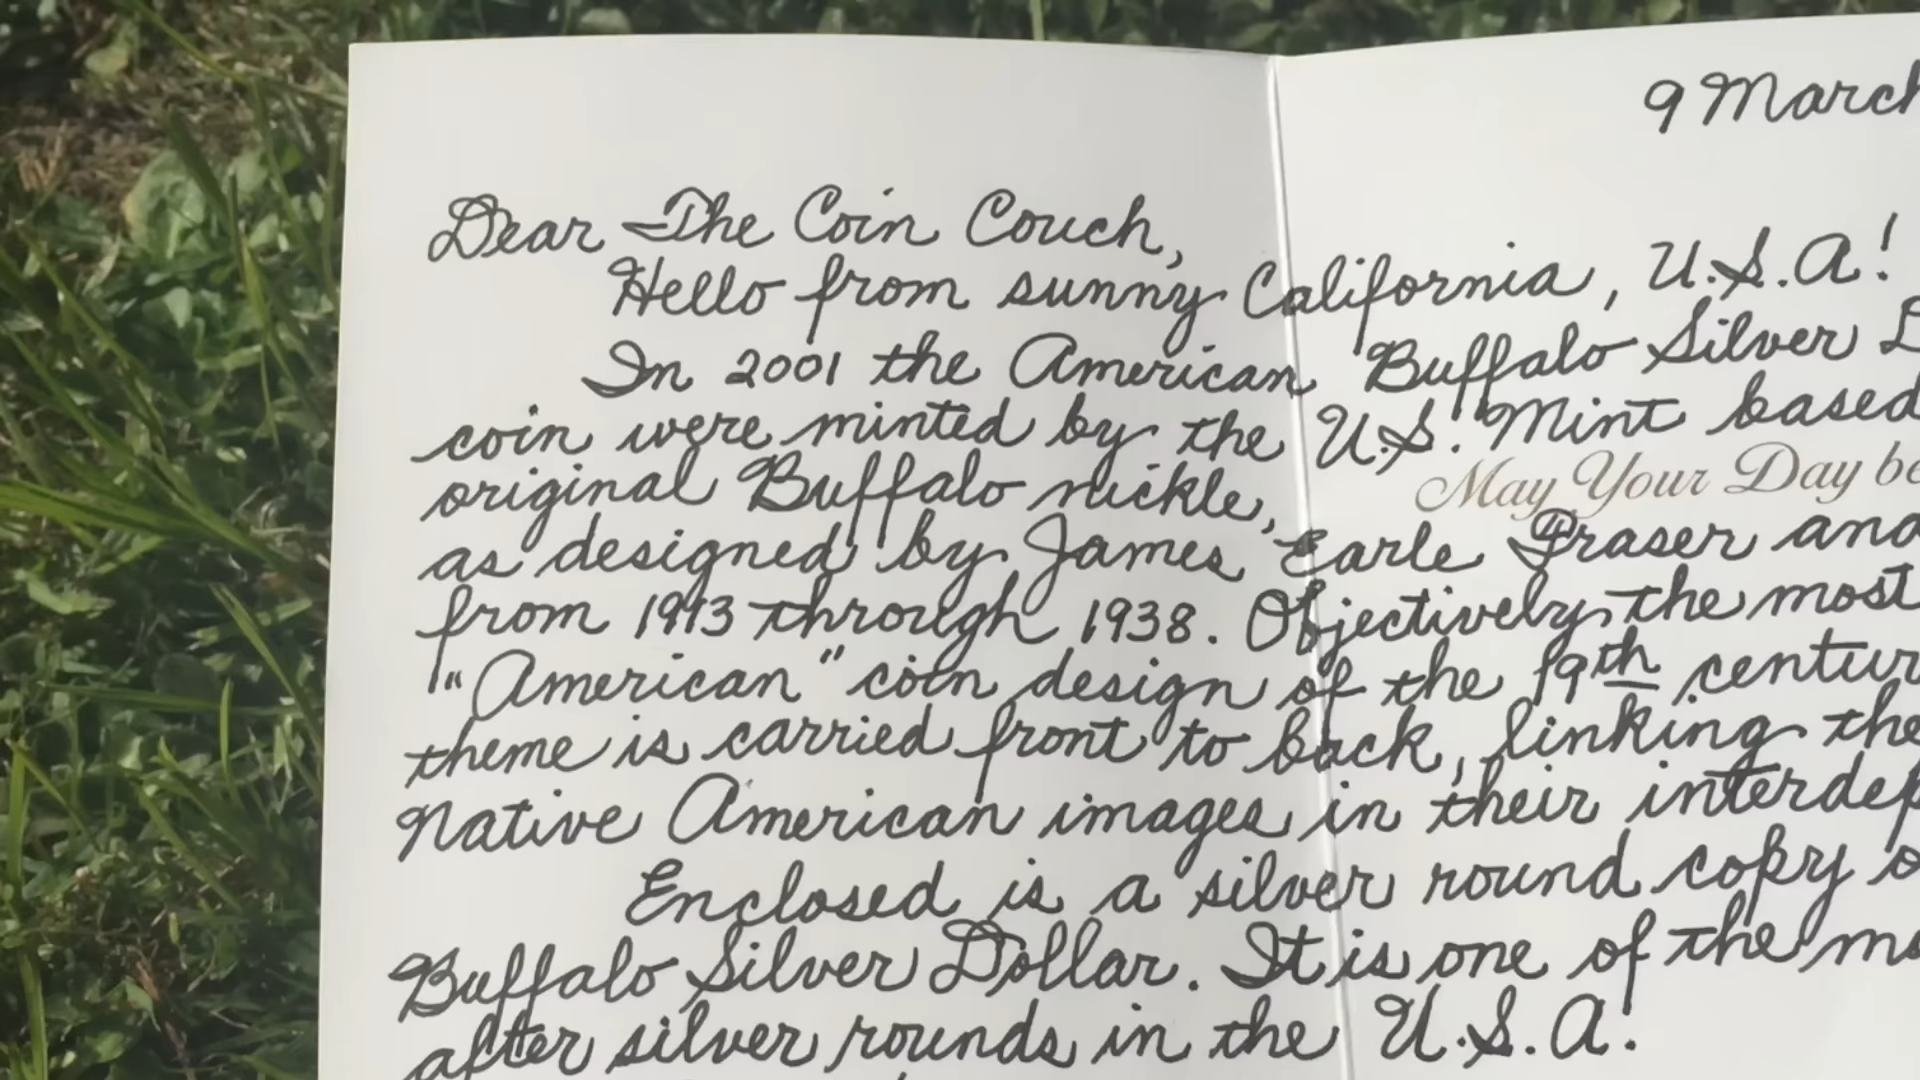 9 March
Dear The Coin Couch,
Hello from sunny California, U.S.A!
In 2001 the American Buffalo Silver
coin were minted by the U.S. Mint based
original Buffalo nickle,
May Your Day be
as designed by James Earle Fraser and
from 1913 through 1938. Objectively the most
"American" coin design of the 19th
theme is carried front to back, linking the
Native American images in their
Enclosed is a silver round copy
Buffalo Silver Dollar. It is one of the
after silver rounds in the U.S.A.